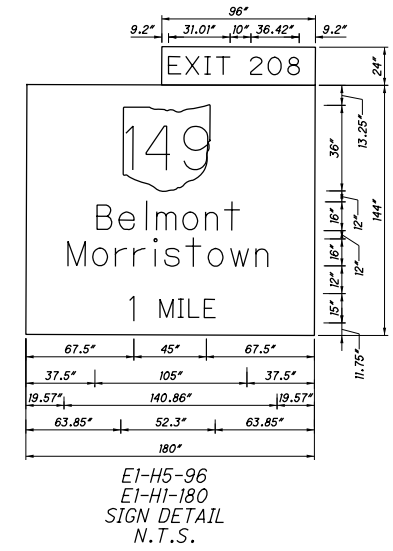 96"
9.2" 31.01" 10" 36.42" 9.2"
EXIT 208
24"
149
13.25"
36"
144"
Belmont
12"
16"
Morristown
12"
16"
12"
1 MILE
15"
11.75"
67.5" 45" 67.5"
37.5" 105" 37.5"
19.57" 140.86" 19.57"
63.85" 52.3" 63.85"
180"
E1-H5-96
E1-H1-180
SIGN DETAIL
N.T.S.